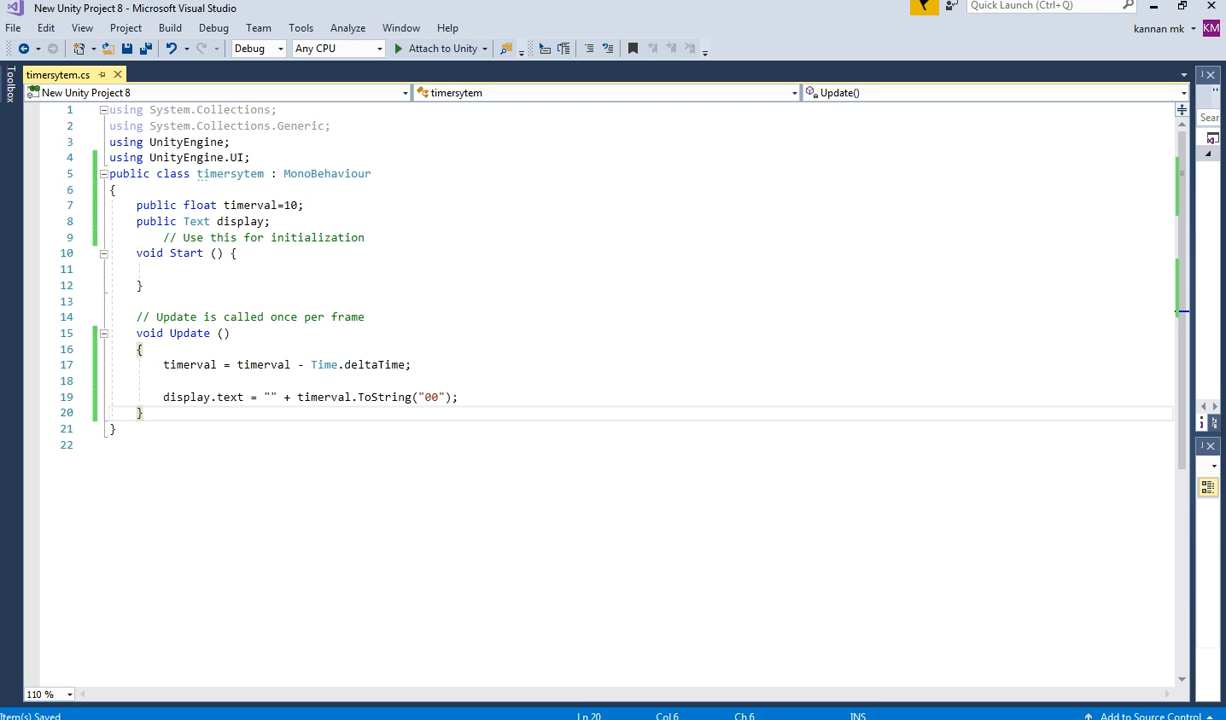 New Unity Project 8 - Microsoft Visual Studio
Quick Launch (Ctrl+Q)
File Edit View Project Build Debug Team Tools Analyze Window Help
kannan mk KM
Debug Any CPU Attach to Unity
Toolbox
timersytem.cs
New Unity Project 8 timersytem Update()
Sear
1 using System.Collections;
2 using System.Collections.Generic;
3 using UnityEngine;
4 using UnityEngine.UI;
5 public class timersytem : MonoBehaviour
6 {
7 public float timerval=10;
8 public Text display;
9 // Use this for initialization
10 void Start () {
11
12 }
13
14 // Update is called once per frame
15 void Update ()
16 {
17 timerval = timerval - Time.deltaTime;
18
19 display.text = "" + timerval.ToString("00");
20 }
21 }
22
110 %
Item(s) Saved Ln 20 Col 6 Ch 6 INS Add to Source Control